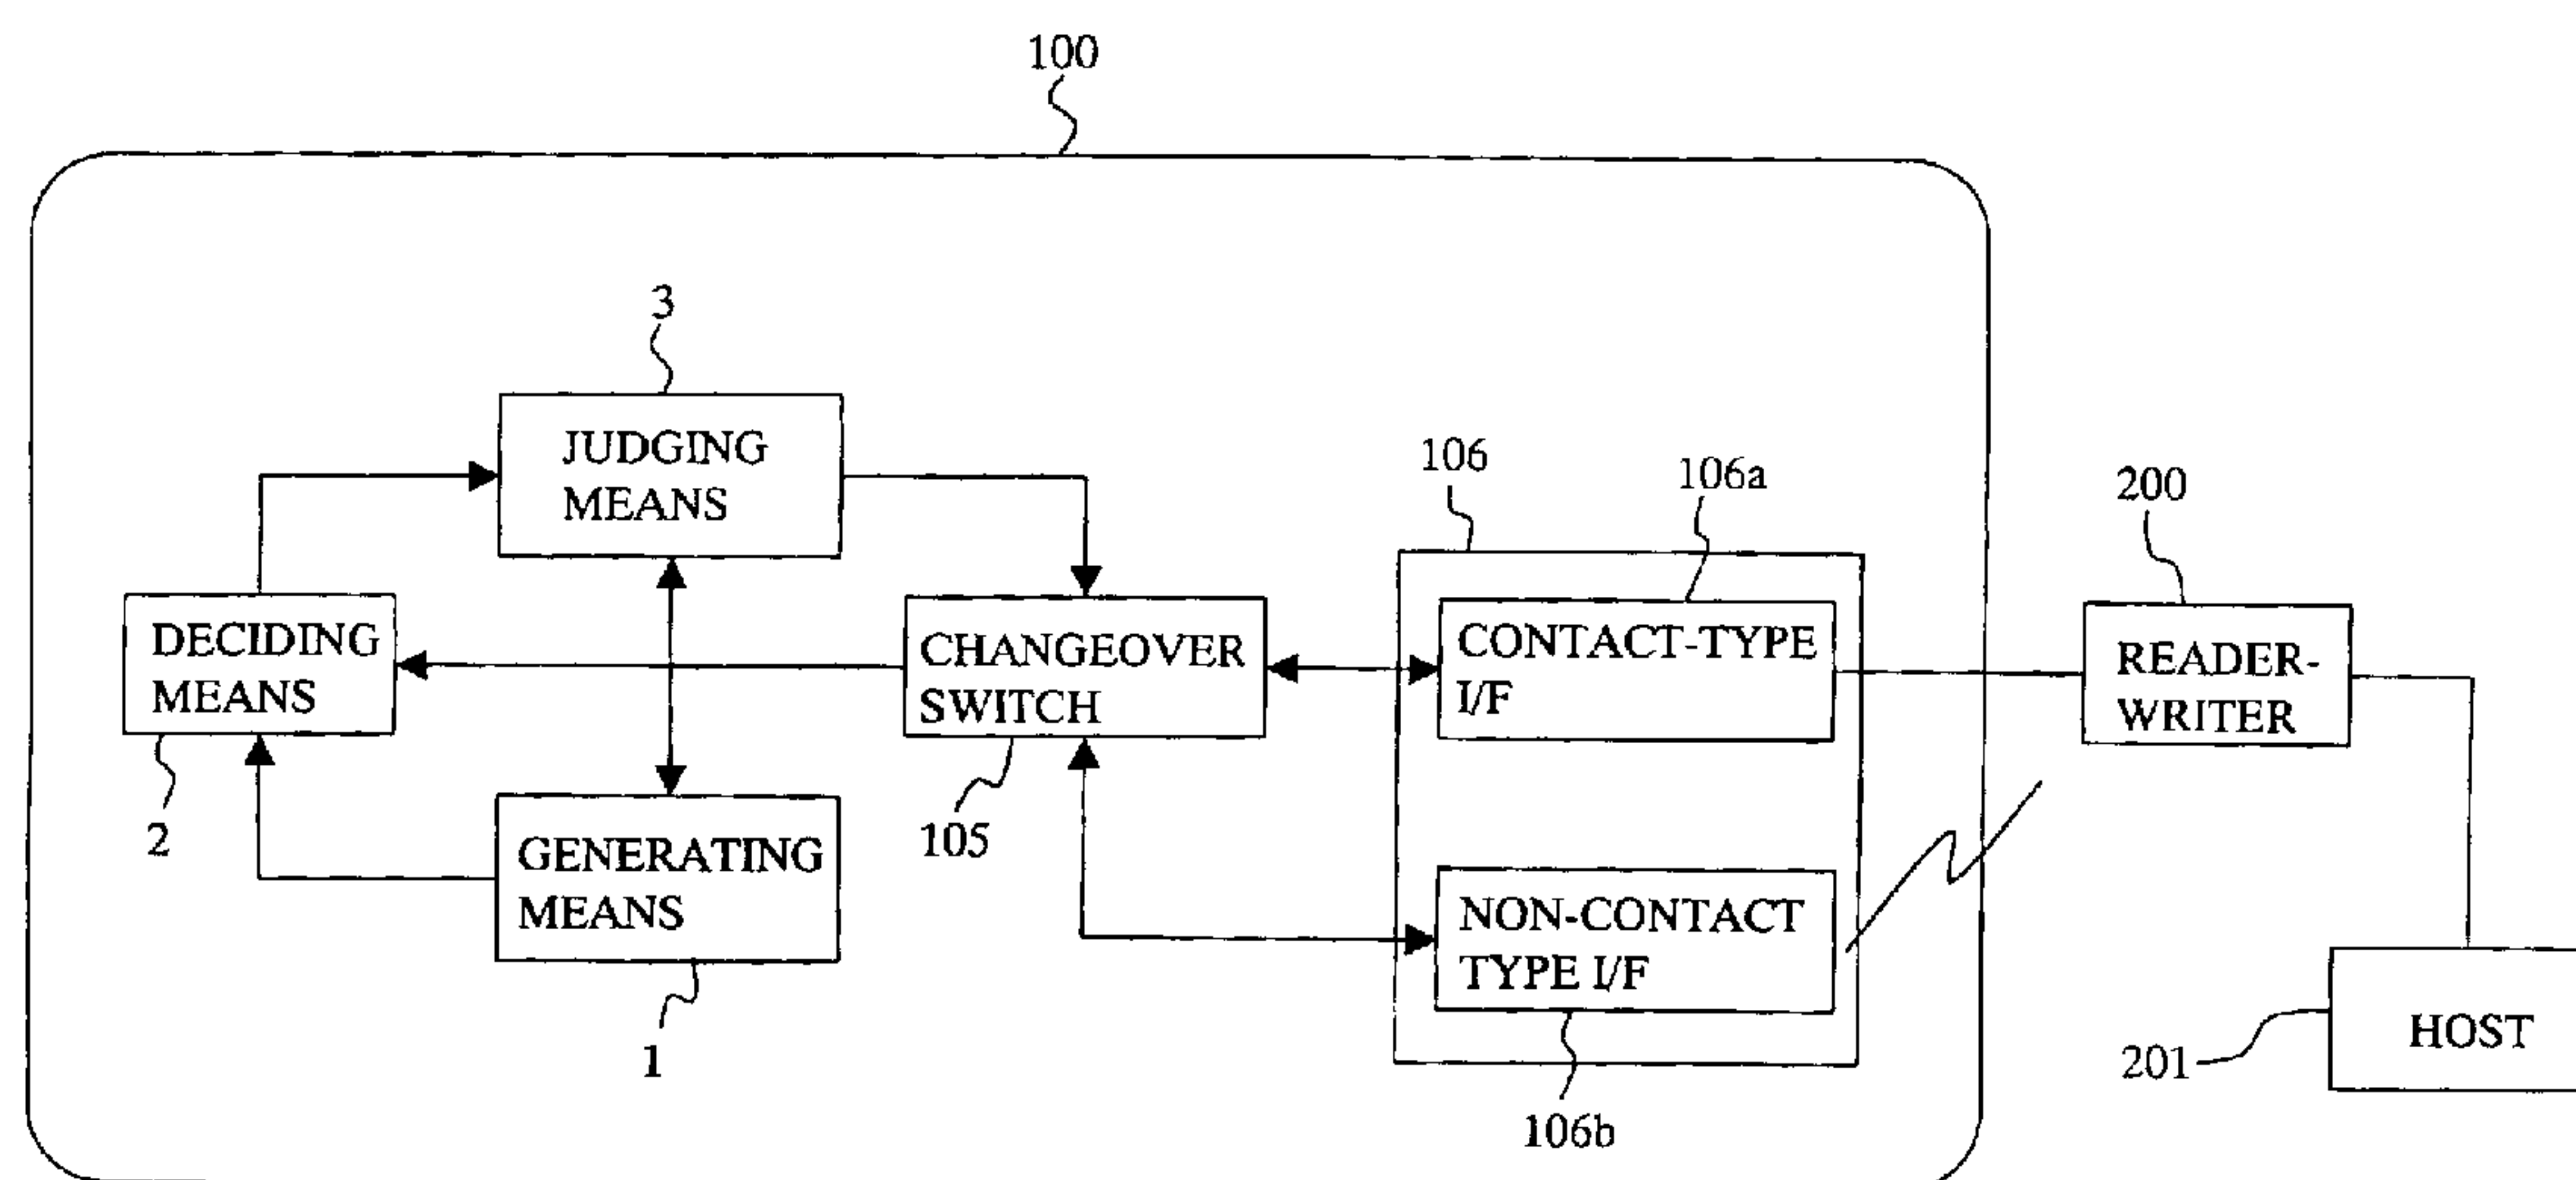 100
3
JUDGING
MEANS
106
106a
200
DECIDING
MEANS
CHANGEOVER
SWITCH
CONTACT-TYPE
I/F
READER-
WRITER
2
105
GENERATING
MEANS
NON-CONTACT
TYPE I/F
1
106b
201
HOST